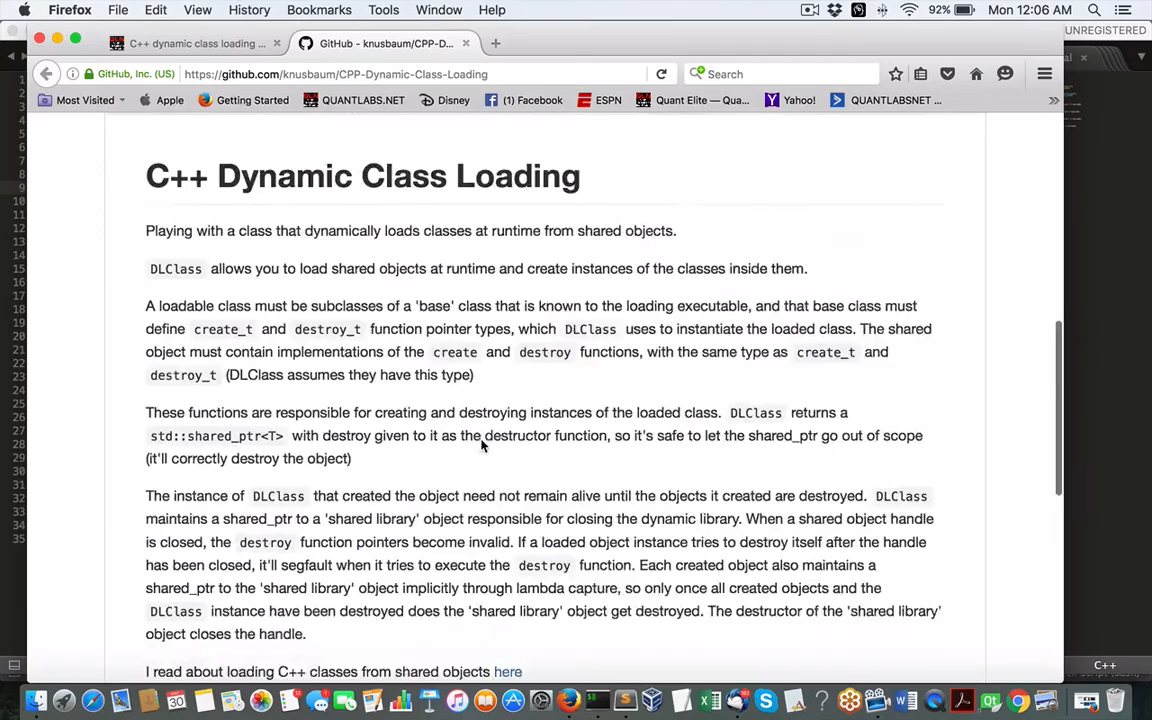 Firefox File Edit View History Bookmarks Tools Window Help 92% Mon 12:06 AM
UNREGISTERED
C++ dynamic class loading ... × GitHub - knusbaum/CPP-D... × +
GitHub, Inc. (US) https://github.com/knusbaum/CPP-Dynamic-Class-Loading Search
Most Visited Apple Getting Started QUANTLABS.NET Disney (1) Facebook ESPN Quant Elite — Qua... Yahoo! QUANTLABSNET ... »
C++ Dynamic Class Loading
Playing with a class that dynamically loads classes at runtime from shared objects.
DLClass allows you to load shared objects at runtime and create instances of the classes inside them.
A loadable class must be subclasses of a 'base' class that is known to the loading executable, and that base class must
define create_t and destroy_t function pointer types, which DLClass uses to instantiate the loaded class. The shared
object must contain implementations of the create and destroy functions, with the same type as create_t and
destroy_t (DLClass assumes they have this type)
These functions are responsible for creating and destroying instances of the loaded class. DLClass returns a
std::shared_ptr<T> with destroy given to it as the destructor function, so it's safe to let the shared_ptr go out of scope
(it'll correctly destroy the object)
The instance of DLClass that created the object need not remain alive until the objects it created are destroyed. DLClass
maintains a shared_ptr to a 'shared library' object responsible for closing the dynamic library. When a shared object handle
is closed, the destroy function pointers become invalid. If a loaded object instance tries to destroy itself after the handle
has been closed, it'll segfault when it tries to execute the destroy function. Each created object also maintains a
shared_ptr to the 'shared library' object implicitly through lambda capture, so only once all created objects and the
DLClass instance have been destroyed does the 'shared library' object get destroyed. The destructor of the 'shared library'
object closes the handle.
I read about loading C++ classes from shared objects here
C++